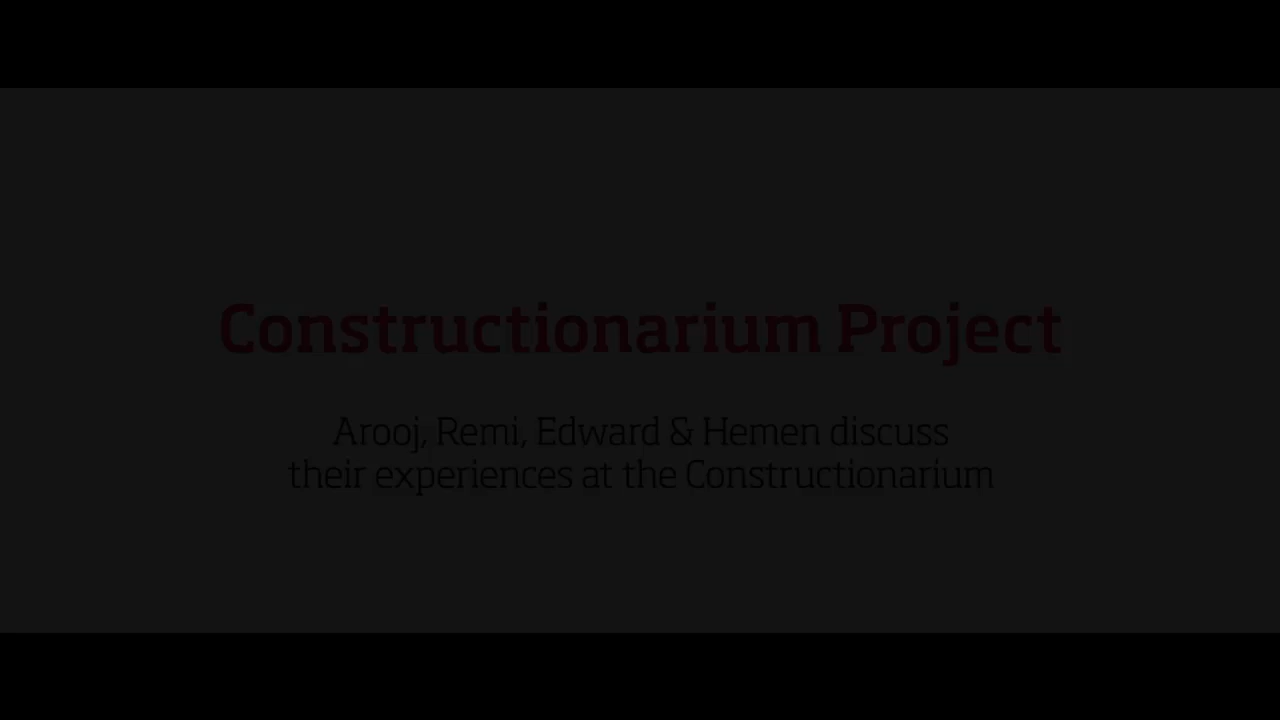 Constructionarium Project
Arooj, Remi, Edward & Hemen discuss
their experiences at the Constructionarium